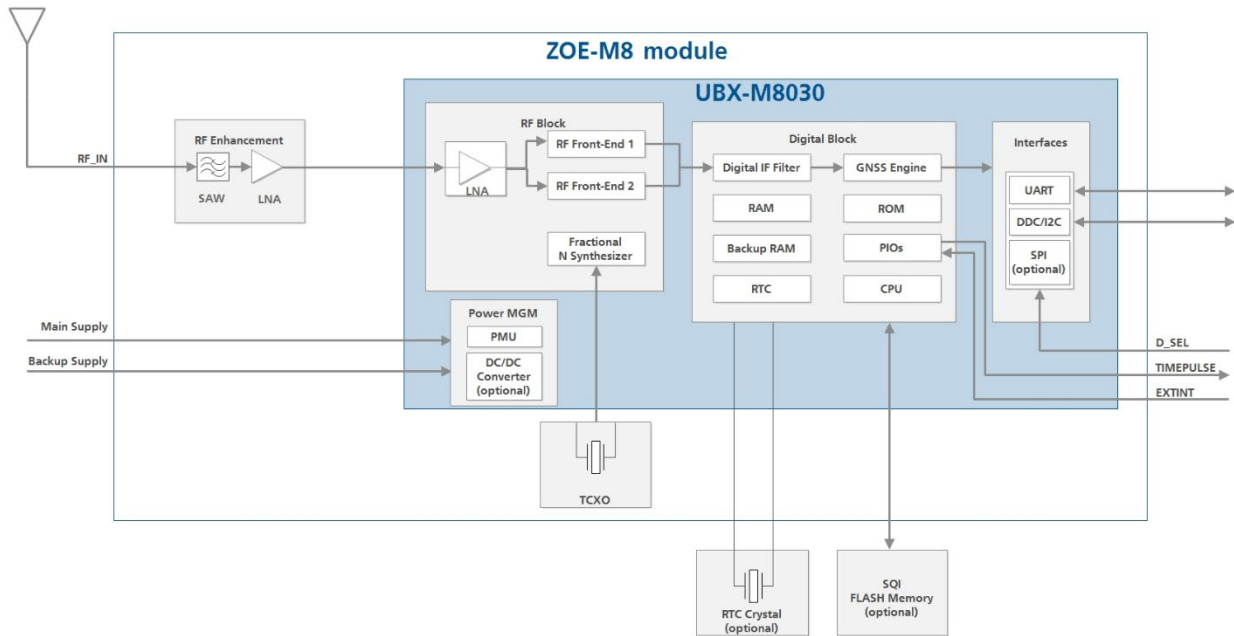 ZOE-M8 module
UBX-M8030
RF Enhancement
RF_IN
SAW
LNA
RF Block
LNA
RF Front-End 1
RF Front-End 2
Fractional
N Synthesizer
Digital Block
Digital IF Filter
GNSS Engine
RAM
ROM
Backup RAM
PIOs
RTC
CPU
Interfaces
UART
DDC/I2C
SPI
(optional)
Main Supply
Backup Supply
Power MGM
PMU
DC/DC
Converter
(optional)
D_SEL
TIMEPULSE
EXTINT
TCXO
RTC Crystal
(optional)
SQI
FLASH Memory
(optional)